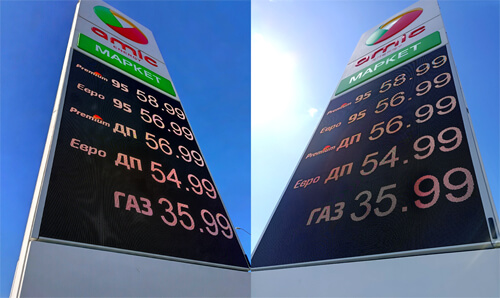 amic
ENERGY
МАРКЕТ
Premium 95 58.99
Евро 95 56.99
Premium ДП 56.99
Евро ДП 54.99
ГАЗ 35.99
amic
МАРКЕТ
Premium 95 58.99
Евро 95 56.99
Premium ДП 56.99
Евро ДП 54.99
ГАЗ 35.99